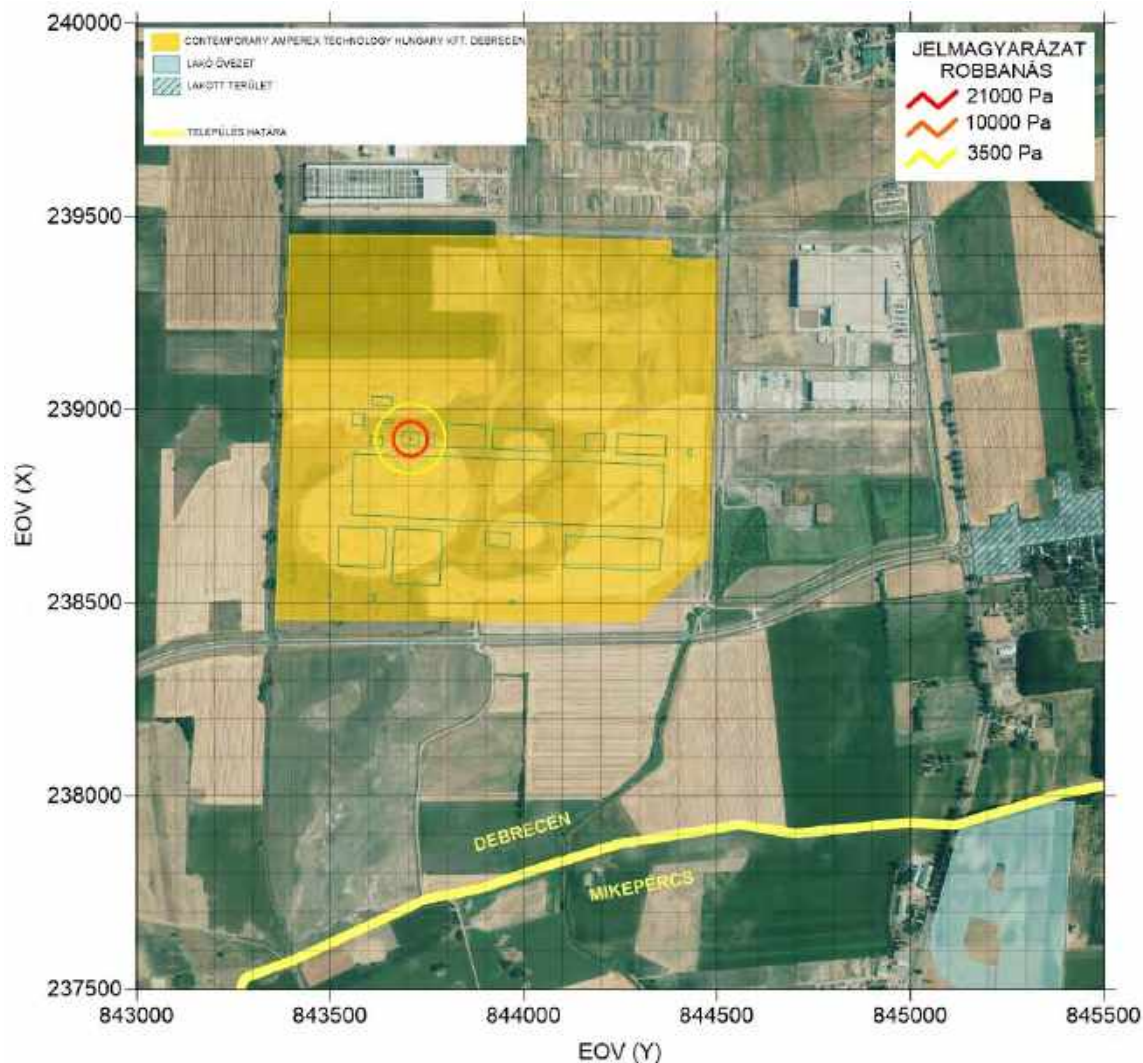 240000
CONTEMPORARY AMPEREX TECHNOLOGY HUNGARY KFT. DEBRECEN
LAKÓ ÖVEZET
LAKOTT TERÜLET
TELEPÜLÉS HATÁRA
JELMAGYARÁZAT
ROBBANÁS
21000 Pa
10000 Pa
3500 Pa
239500
239000
EOV (X)
238500
238000
DEBRECEN
MIKEPÉRCS
237500
843000 843500 844000 844500 845000 845500
EOV (Y)